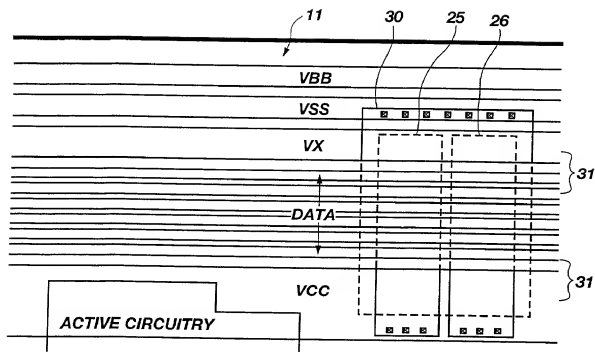 11
30
25
26
VBB
VSS
VX
31
DATA
31
VCC
ACTIVE CIRCUITRY